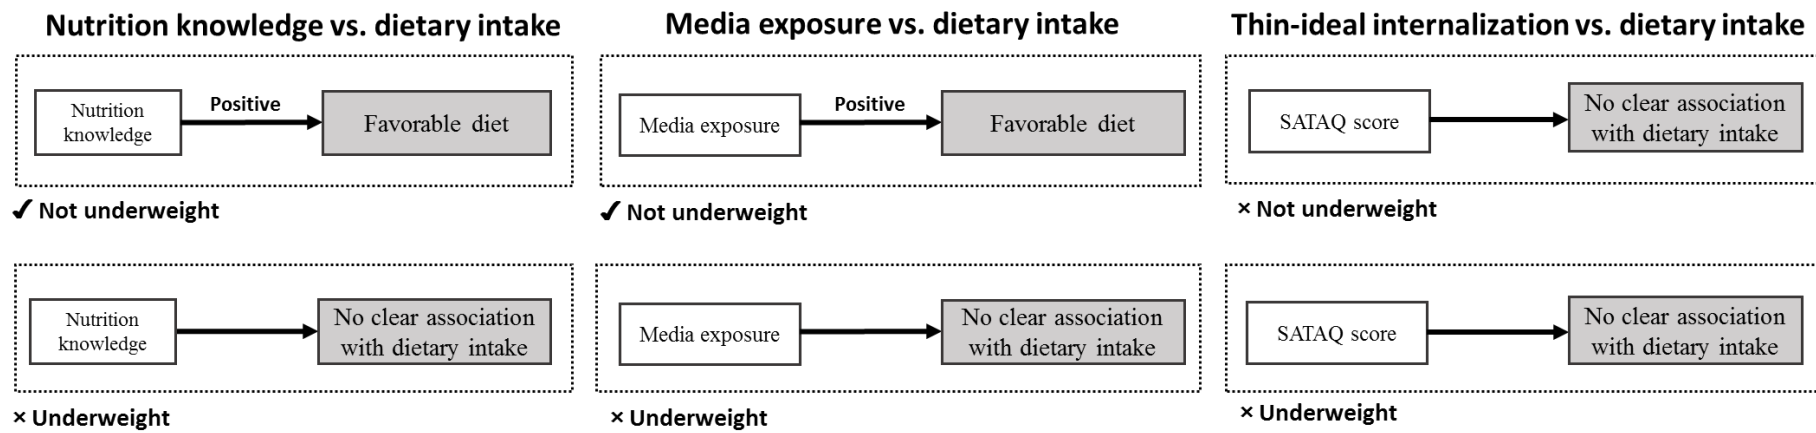 Nutrition knowledge vs. dietary intake
Nutrition
knowledge
Positive
Favorable diet
✓ Not underweight
Nutrition
knowledge
No clear association
with dietary intake
× Underweight
Media exposure vs. dietary intake
Media exposure
Positive
Favorable diet
✓ Not underweight
Media exposure
No clear association
with dietary intake
× Underweight
Thin-ideal internalization vs. dietary intake
SATAQ score
No clear association
with dietary intake
× Not underweight
SATAQ score
No clear association
with dietary intake
× Underweight